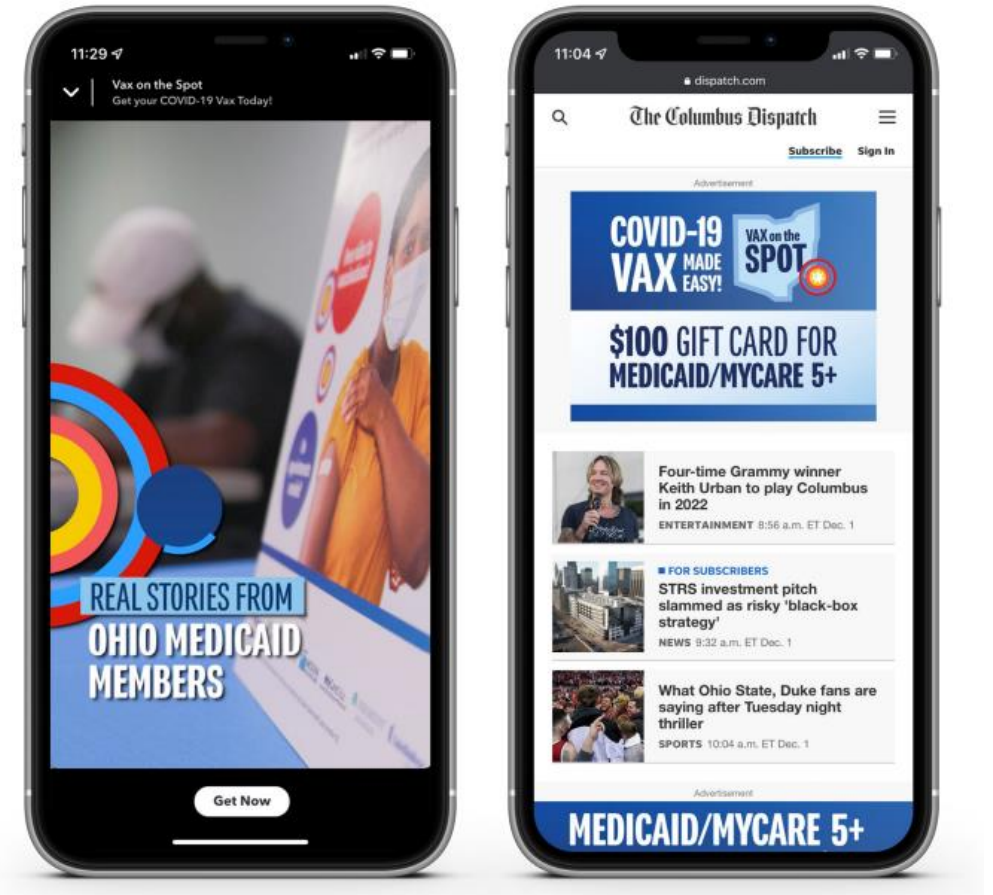 11:29
Vax on the Spot
Get your COVID-19 Vax Today!
REAL STORIES FROM
OHIO MEDICAID
MEMBERS
Get Now
11:04
dispatch.com
The Columbus Dispatch
Subscribe Sign In
Advertisement
COVID-19
VAX MADE
EASY!
VAX on the
SPOT
$100 GIFT CARD FOR
MEDICAID/MYCARE 5+
Four-time Grammy winner
Keith Urban to play Columbus
in 2022
ENTERTAINMENT 8:56 a.m. ET Dec. 1
FOR SUBSCRIBERS
STRS investment pitch
slammed as risky 'black-box
strategy'
NEWS 9:32 a.m. ET Dec. 1
What Ohio State, Duke fans are
saying after Tuesday night
thriller
SPORTS 10:04 a.m. ET Dec. 1
Advertisement
MEDICAID/MYCARE 5+